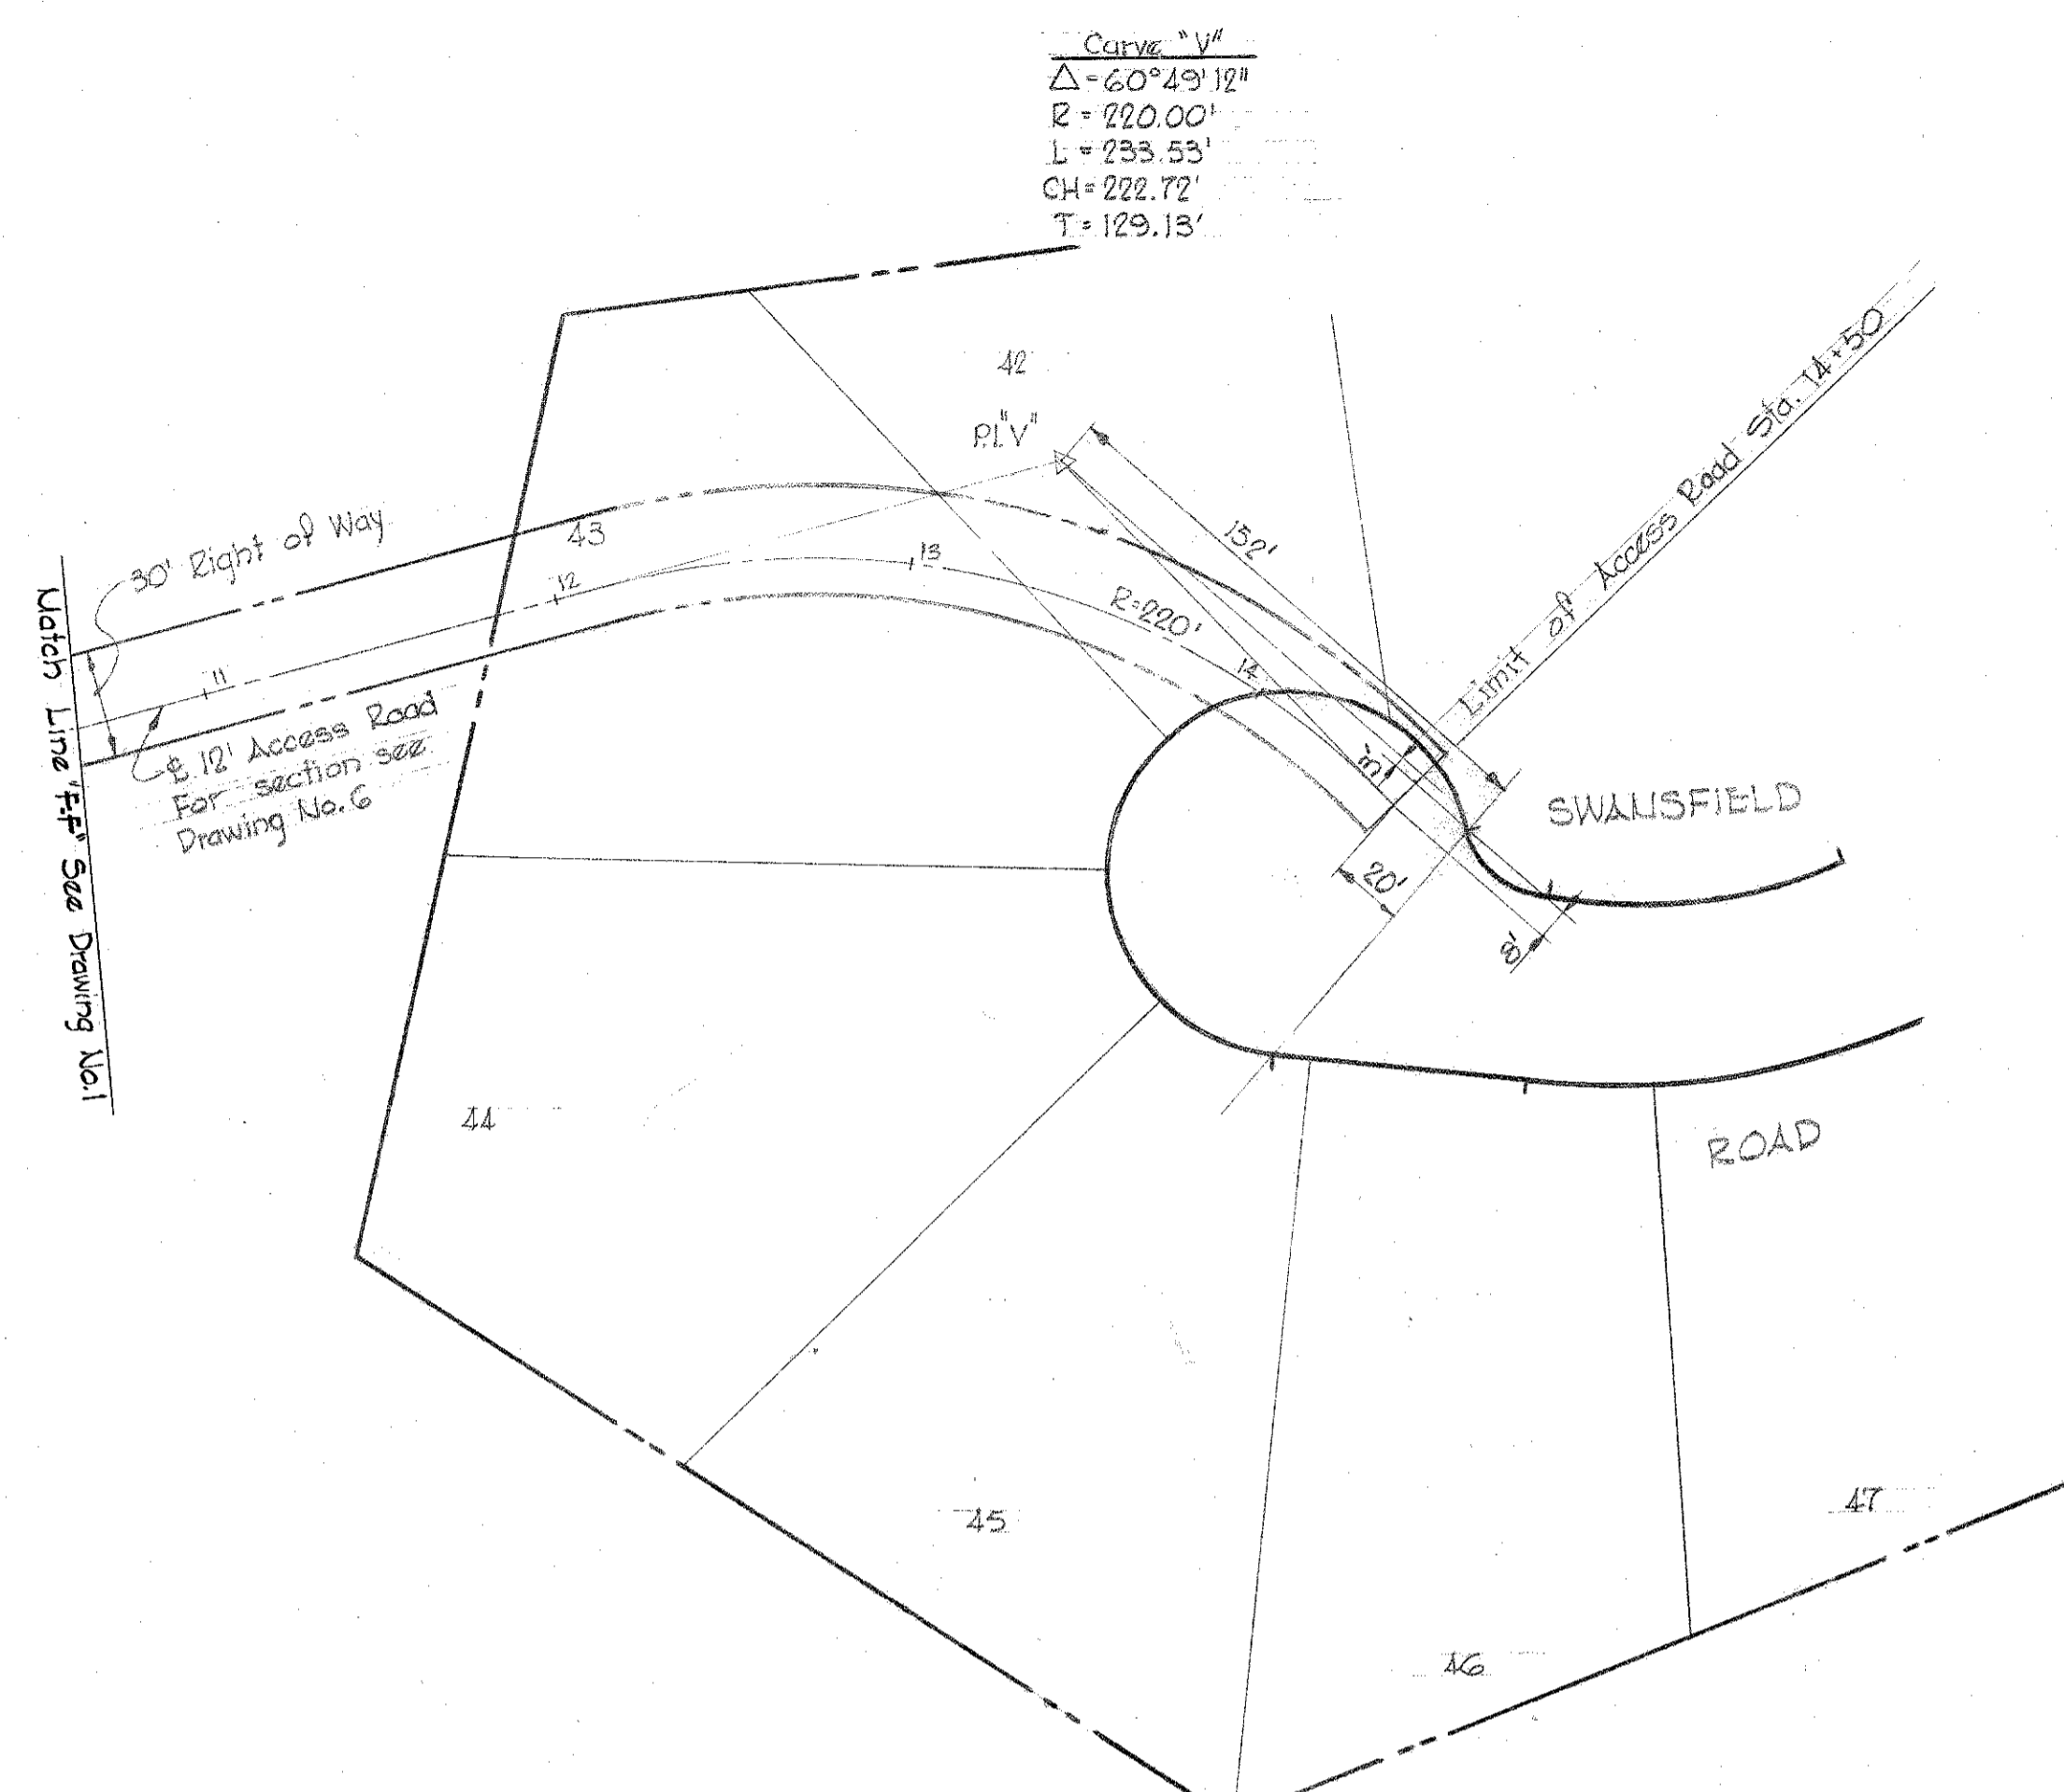 Curve "V"
△=60°49'12"
R=220.00'
L=233.53'
CH=222.72'
T=129.13'
42
P.I."V"
152'
Limit of Access Road Sta. 14+50
30' Right of Way
43
12
13
R=220'
14
11
℄ 12' Access Road
For section see
Drawing No. 6
Match Line "F-F" See Drawing No.1
3'
SWANSFIELD
20'
8'
44
ROAD
45
47
46